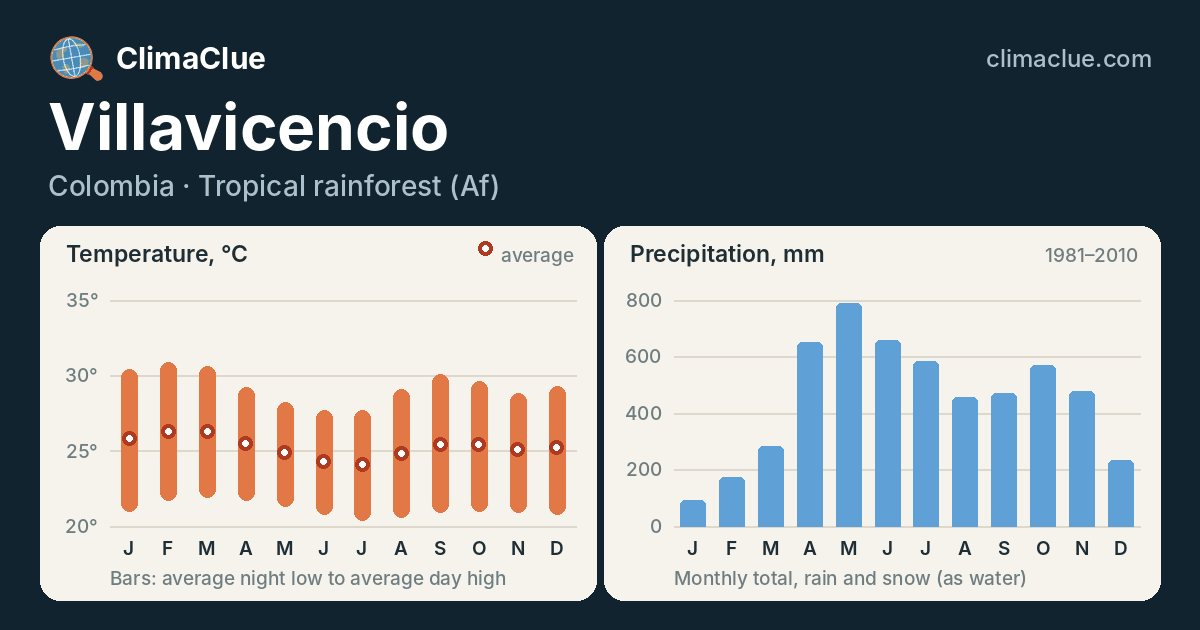 ClimaClue
climaclue.com
Villavicencio
Colombia · Tropical rainforest (Af)
Temperature, °C
average
35°
30°
25°
20°
J F M A M J J A S O N D
Bars: average night low to average day high
Precipitation, mm
1981–2010
800
600
400
200
0
J F M A M J J A S O N D
Monthly total, rain and snow (as water)